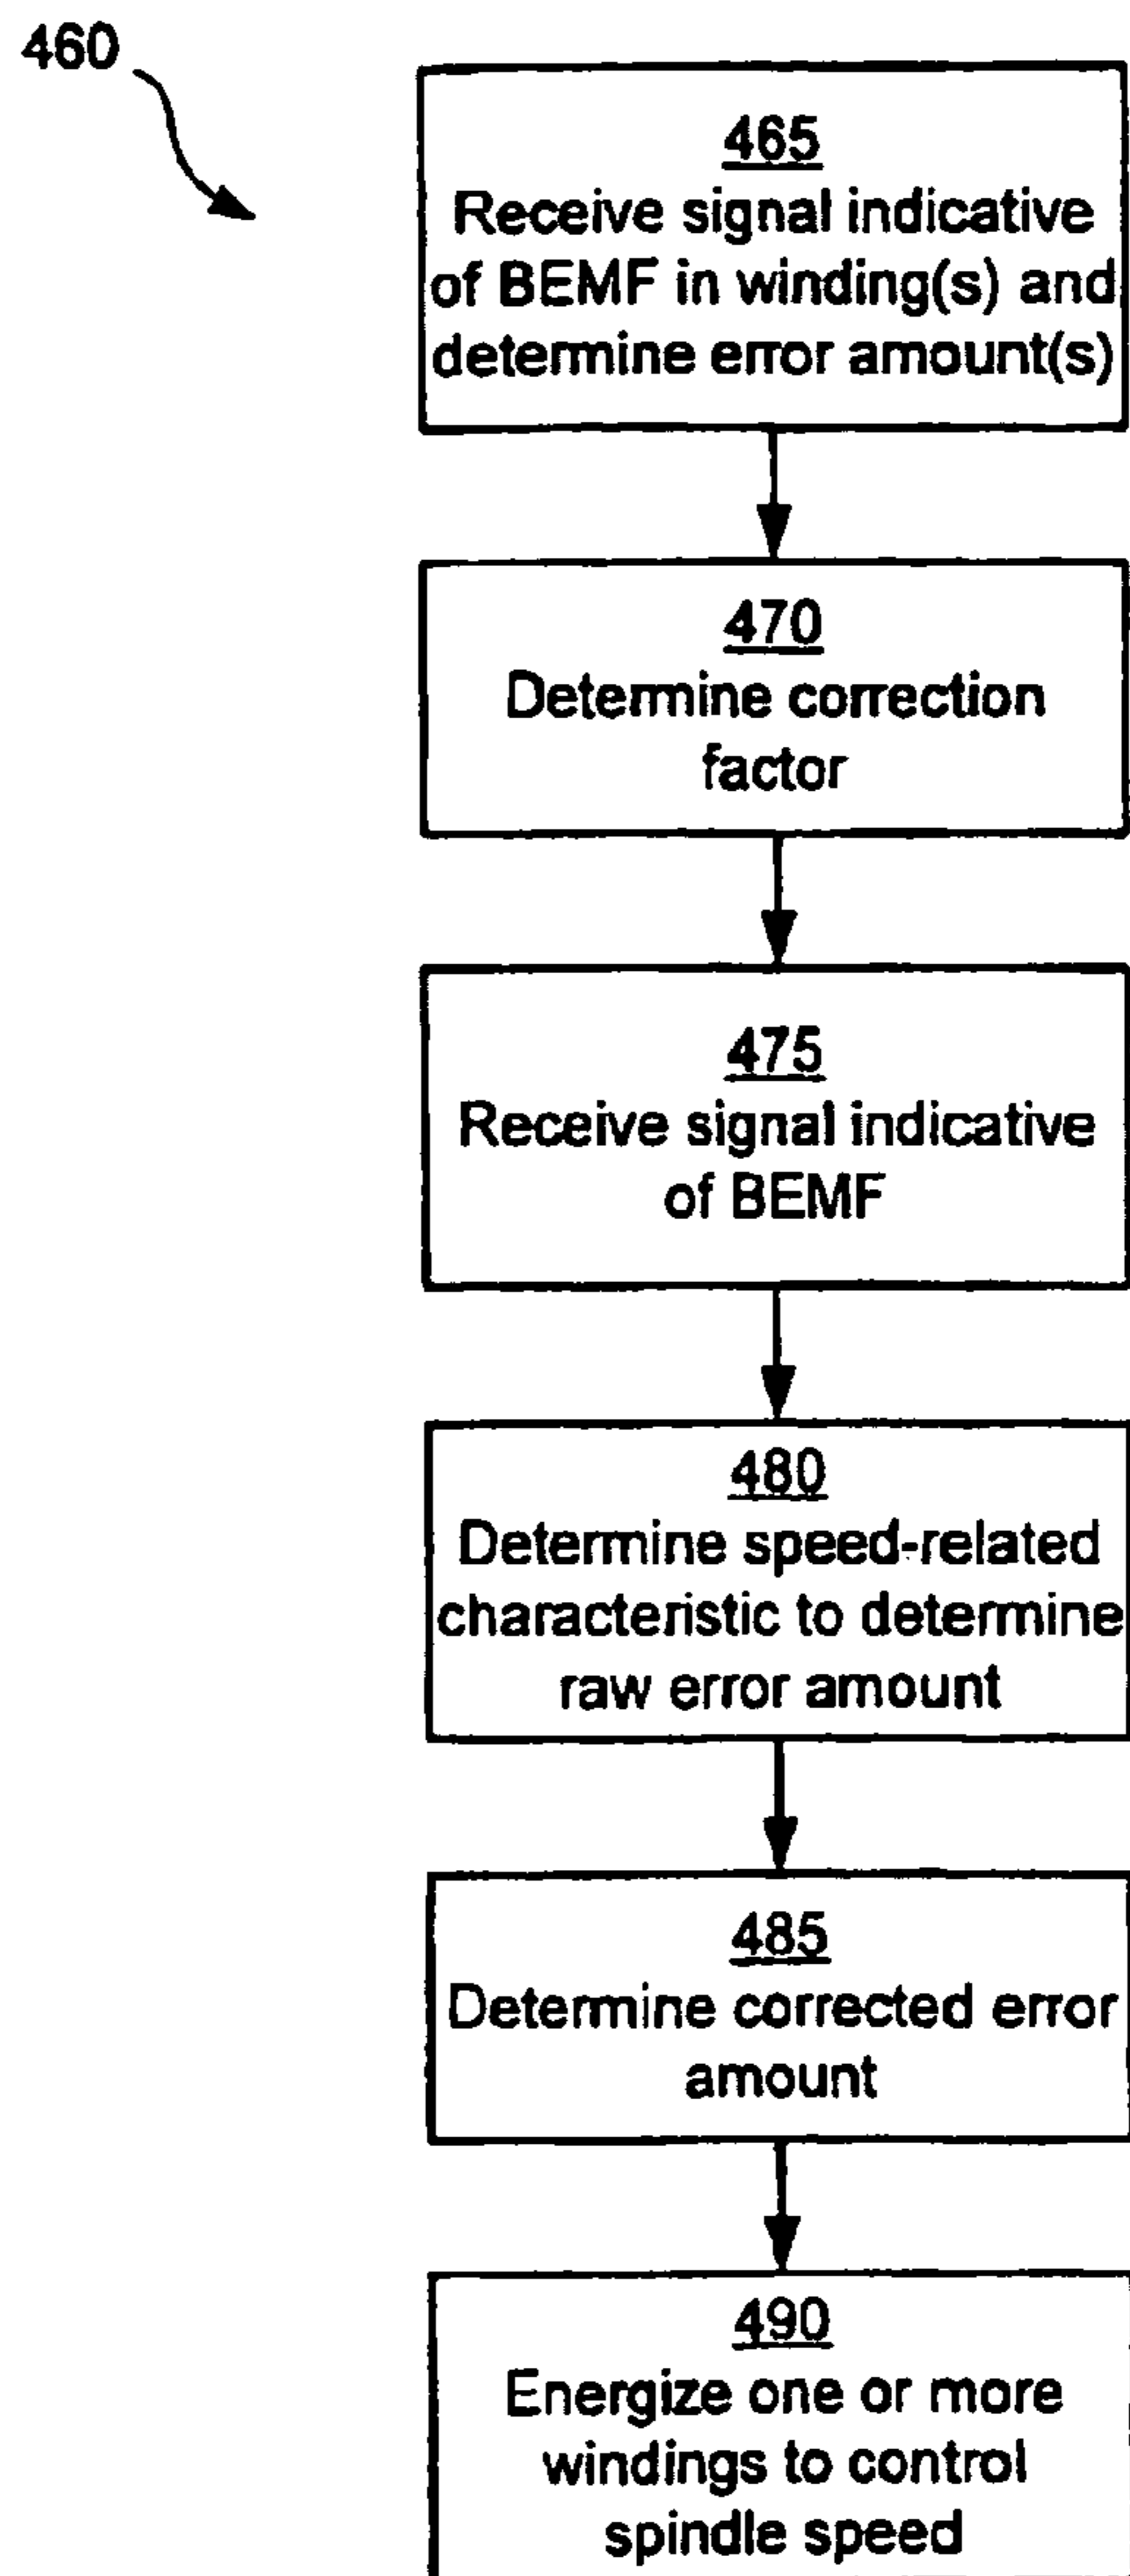 460
465
Receive signal indicative
of BEMF in winding(s) and
determine error amount(s)
470
Determine correction
factor
475
Receive signal indicative
of BEMF
480
Determine speed-related
characteristic to determine
raw error amount
485
Determine corrected error
amount
490
Energize one or more
windings to control
spindle speed